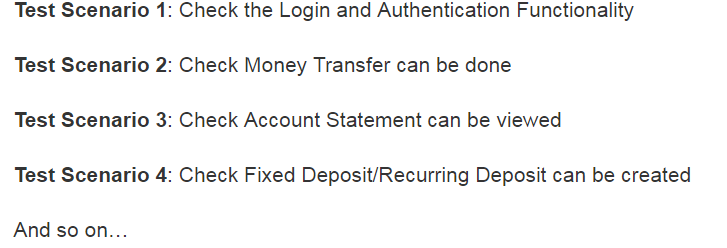 Test Scenario 1: Check the Login and Authentication Functionality
Test Scenario 2: Check Money Transfer can be done
Test Scenario 3: Check Account Statement can be viewed
Test Scenario 4: Check Fixed Deposit/Recurring Deposit can be created
And so on…